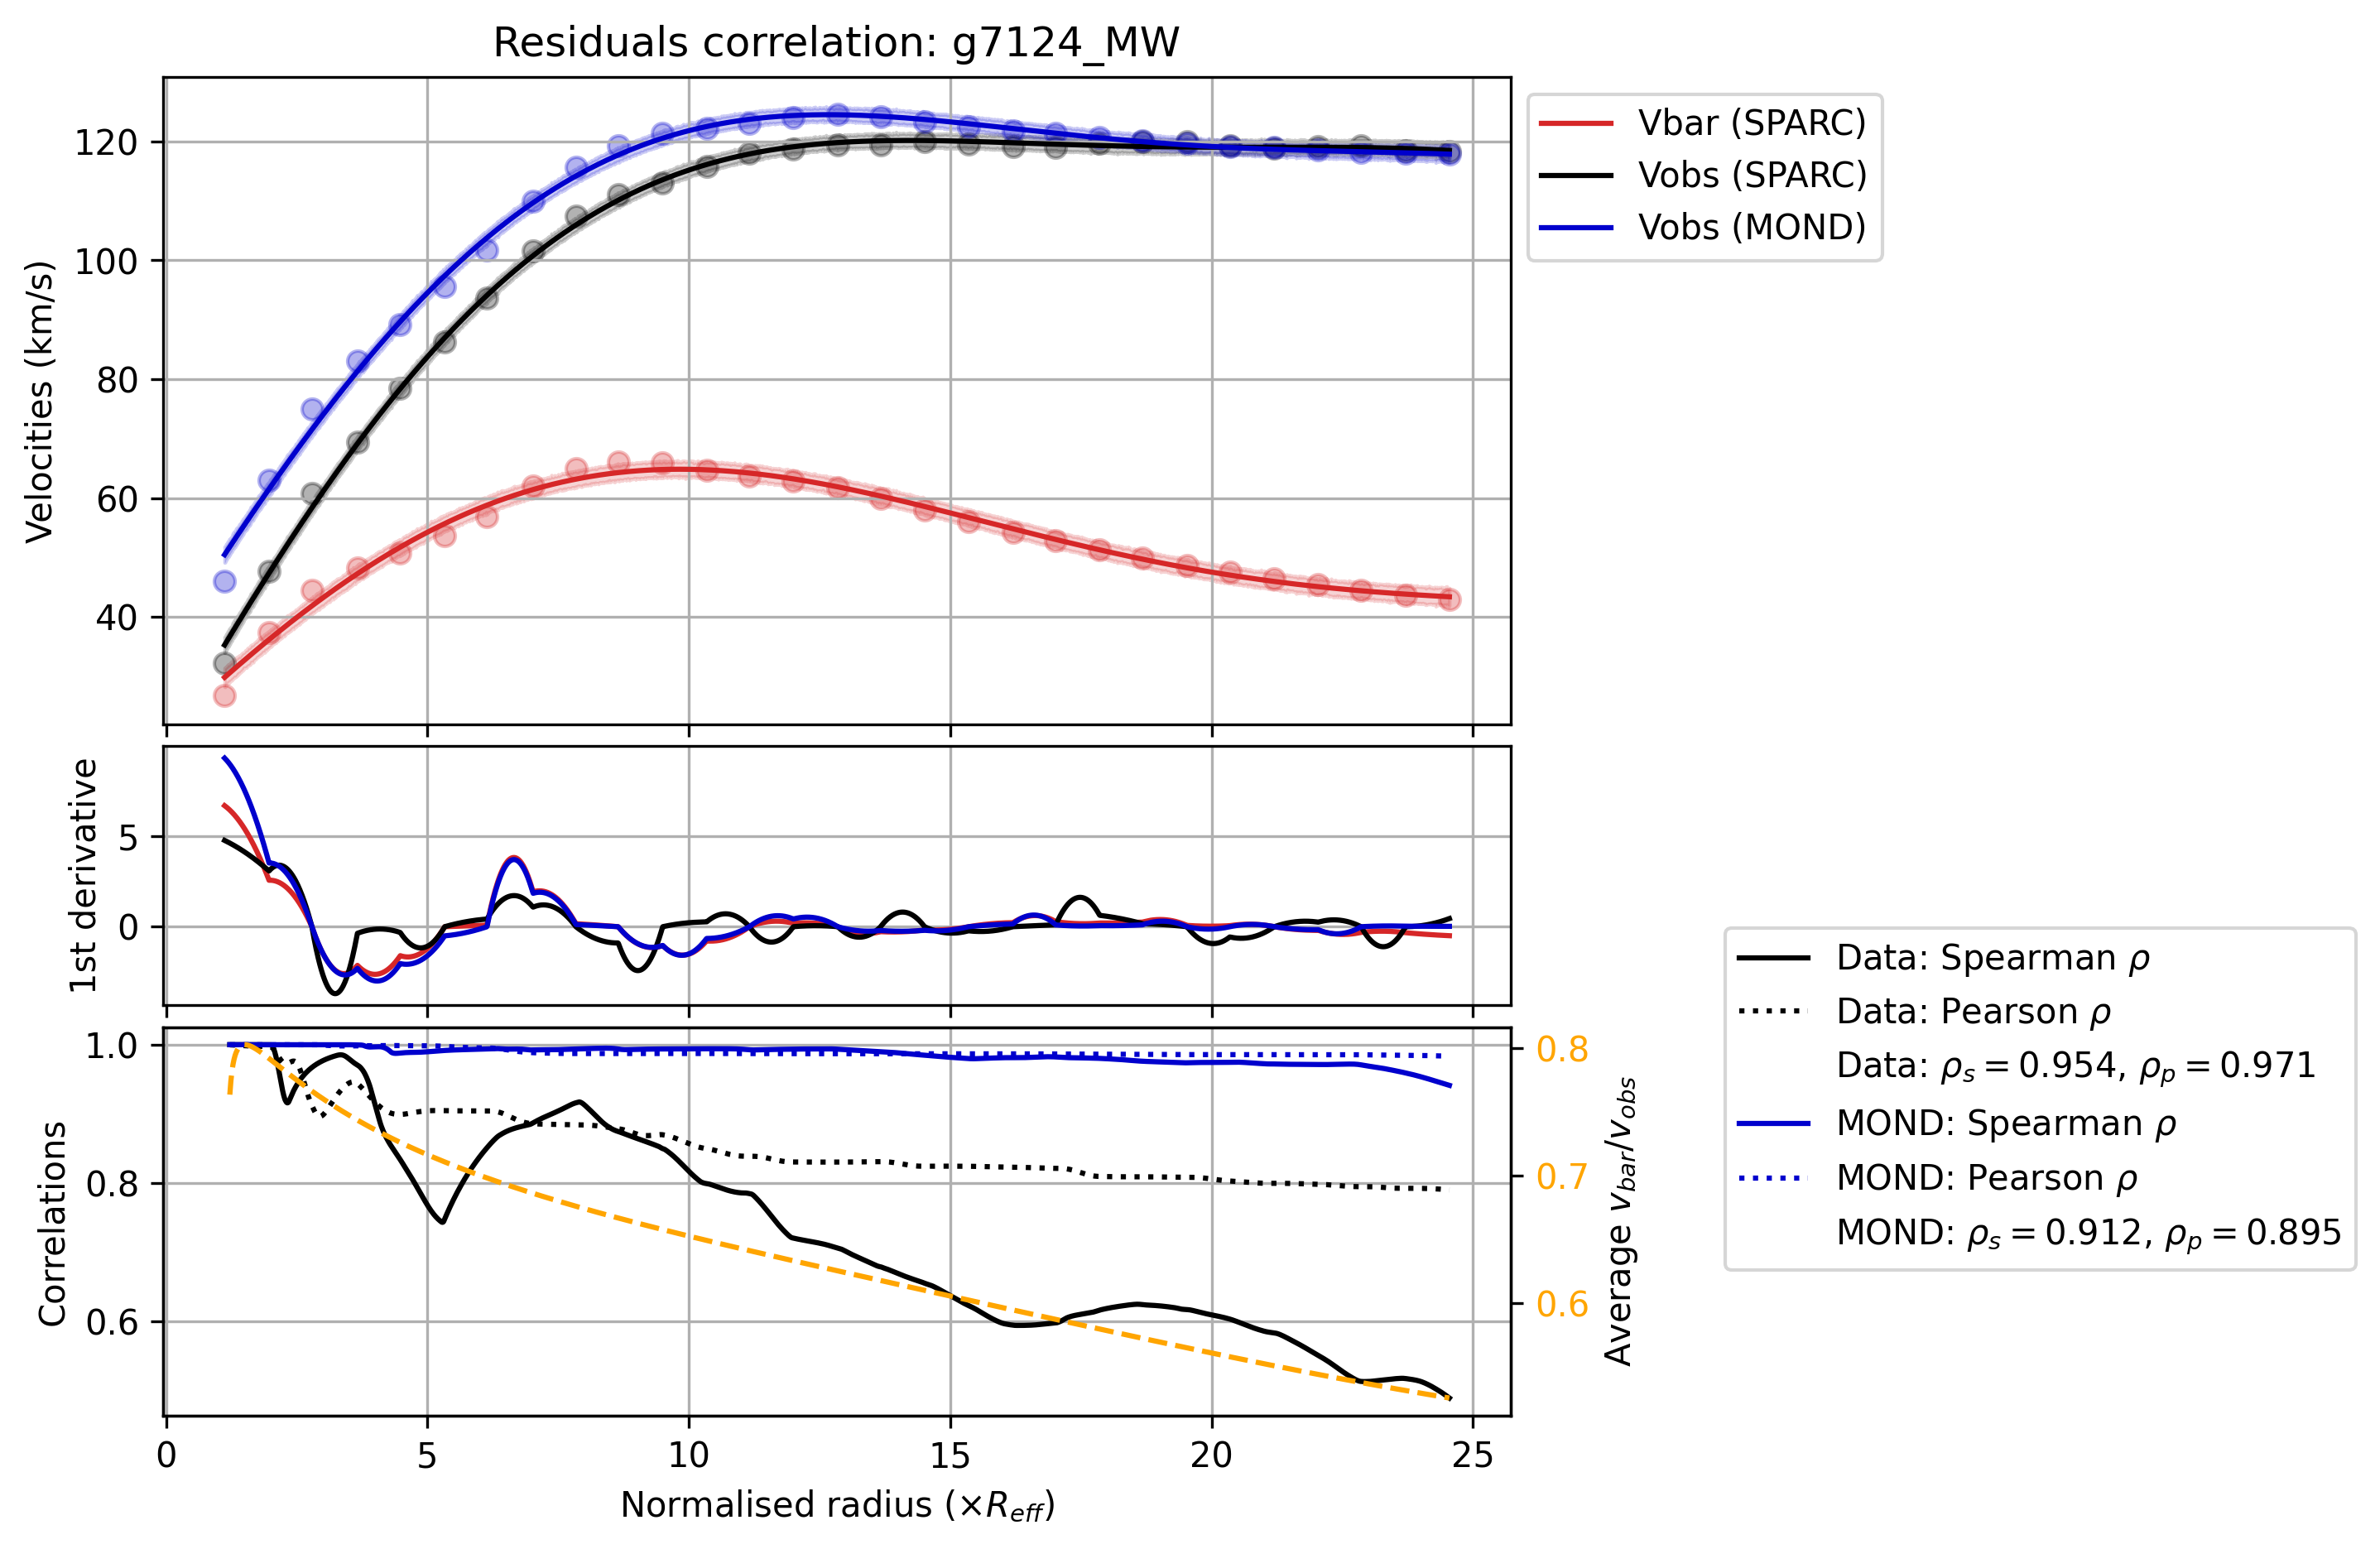 Residuals correlation: g7124_MW
Velocities (km/s)
120
100
80
60
40
Vbar (SPARC)
Vobs (SPARC)
Vobs (MOND)
1st derivative
5
0
Correlations
1.0
0.8
0.6
0.8
0.7
0.6
Average v_bar/v_obs
0 5 10 15 20 25
Normalised radius (×R_eff)
Data: Spearman ρ
Data: Pearson ρ
Data: ρ_s = 0.954, ρ_p = 0.971
MOND: Spearman ρ
MOND: Pearson ρ
MOND: ρ_s = 0.912, ρ_p = 0.895